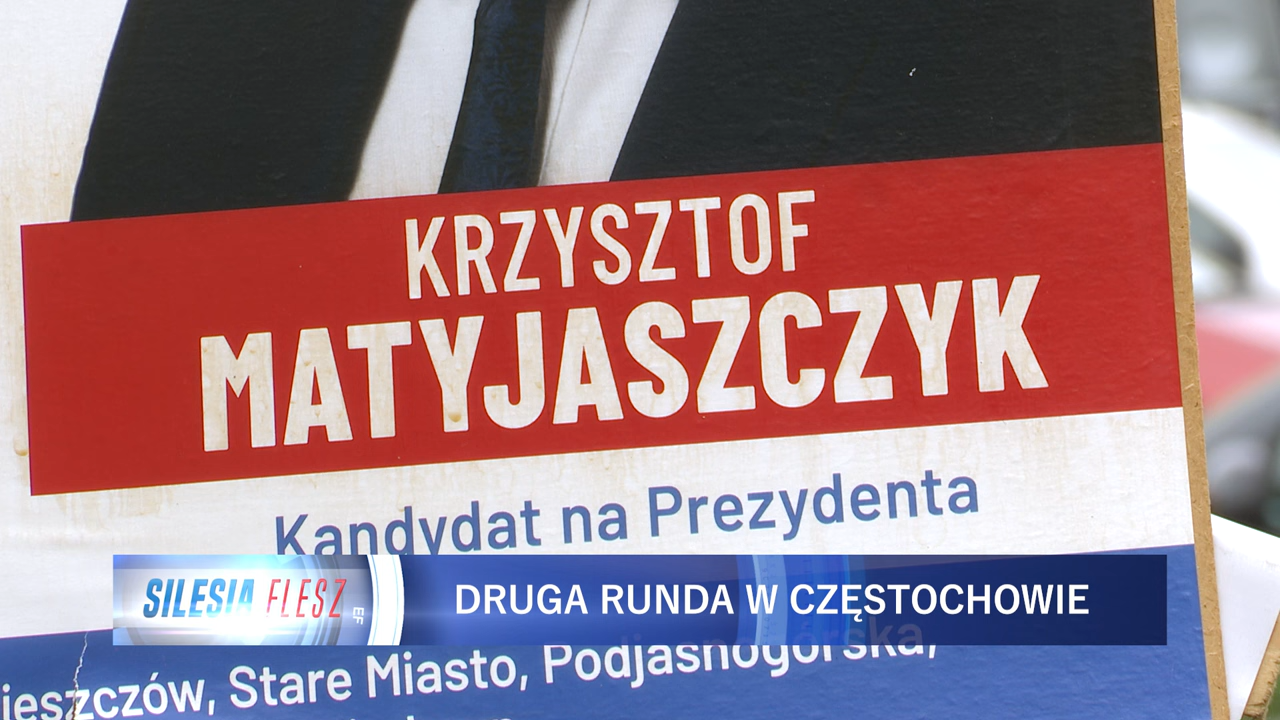 KRZYSZTOF
MATYJASZCZYK
Kandydat na Prezydenta
SILESIA FLESZ
DRUGA RUNDA W CZĘSTOCHOWIE
Stare Miasto, Podjasnogórska,